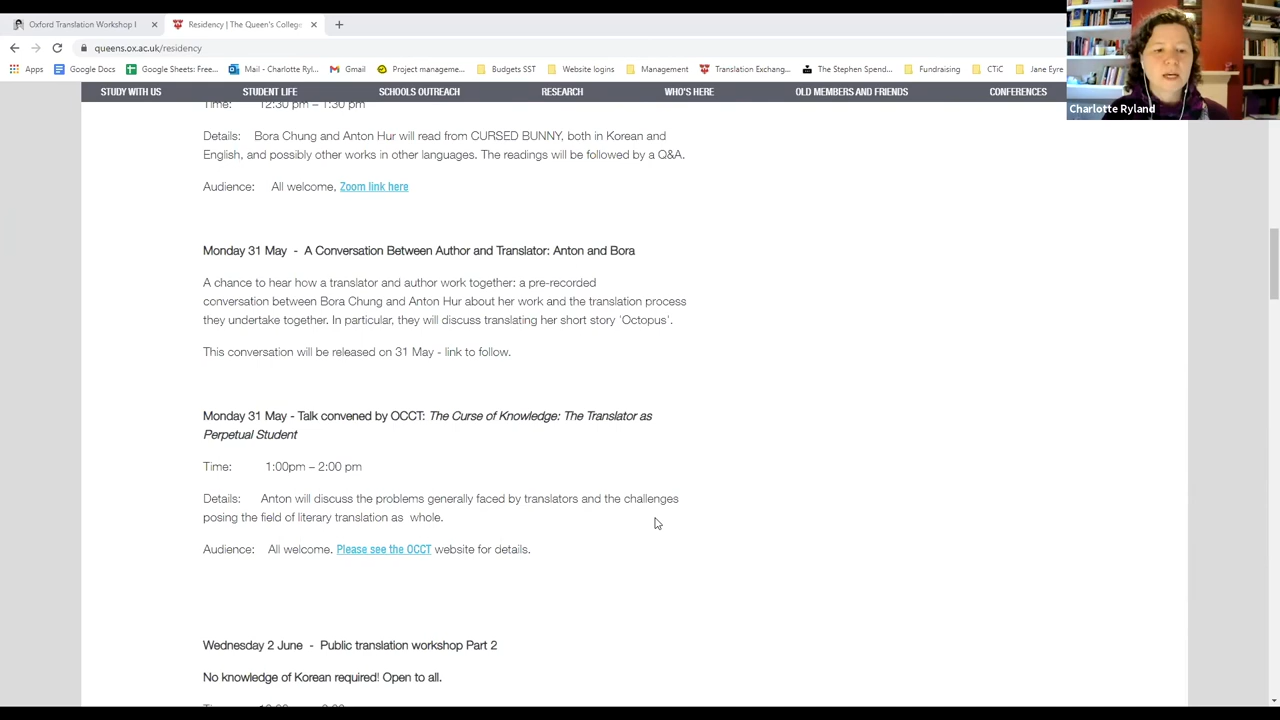 Oxford Translation Workshop I
Residency | The Queen's College
queens.ox.ac.uk/residency
Apps Google Docs Google Sheets: Free... Mail - Charlotte Ryl... Gmail Project manageme... Budgets SST Website logins Management Translation Exchang... The Stephen Spend... Fundraising CTiC Jane Eyre
Charlotte Ryland
STUDY WITH US STUDENT LIFE SCHOOLS OUTREACH RESEARCH WHO'S HERE OLD MEMBERS AND FRIENDS CONFERENCES
Time: 12:30 pm – 1:30 pm
Details: Bora Chung and Anton Hur will read from CURSED BUNNY, both in Korean and
English, and possibly other works in other languages. The readings will be followed by a Q&A.
Audience: All welcome, Zoom link here
Monday 31 May - A Conversation Between Author and Translator: Anton and Bora
A chance to hear how a translator and author work together: a pre-recorded
conversation between Bora Chung and Anton Hur about her work and the translation process
they undertake together. In particular, they will discuss translating her short story 'Octopus'.
This conversation will be released on 31 May - link to follow.
Monday 31 May - Talk convened by OCCT: The Curse of Knowledge: The Translator as
Perpetual Student
Time: 1:00pm – 2:00 pm
Details: Anton will discuss the problems generally faced by translators and the challenges
posing the field of literary translation as whole.
Audience: All welcome. Please see the OCCT website for details.
Wednesday 2 June - Public translation workshop Part 2
No knowledge of Korean required! Open to all.